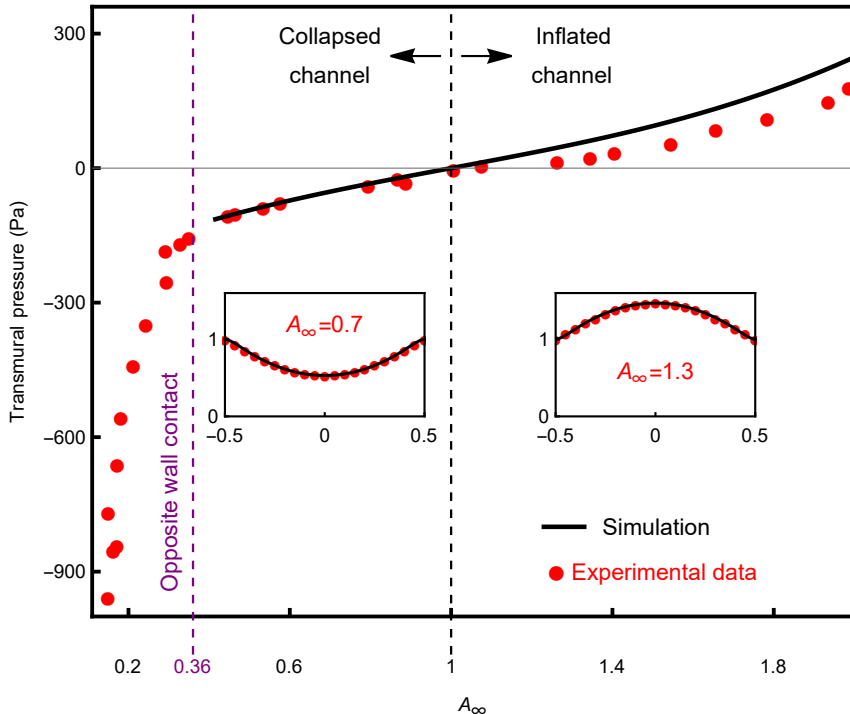 300
0
−300
−600
−900
Transmural pressure (Pa)
Collapsed
channel
Inflated
channel
Opposite wall contact
A∞=0.7
1
0
−0.5
0
0.5
A∞=1.3
1
0
−0.5
0
0.5
Simulation
Experimental data
0.2
0.36
0.6
1
1.4
1.8
A∞